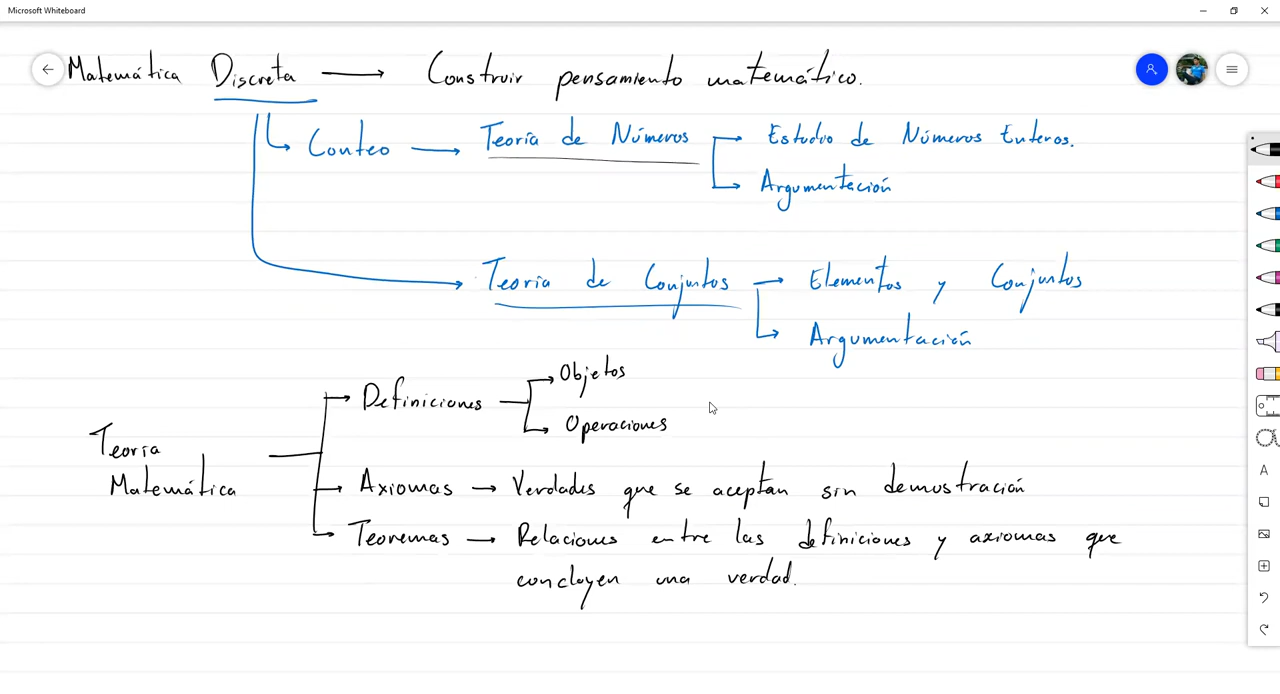 Microsoft Whiteboard
Matemática Discreta → Construir pensamiento matemático.
Conteo → Teoría de Números → Estudio de Números Enteros.
→ Argumentación
Teoría de Conjuntos → Elementos y Conjuntos
→ Argumentación
→ Objetos
→ Definiciones
→ Operaciones
Teoría
Matemática
→ Axiomas → Verdades que se aceptan sin demostración
→ Teoremas → Relaciones entre las definiciones y axiomas que
concluyen una verdad.
A